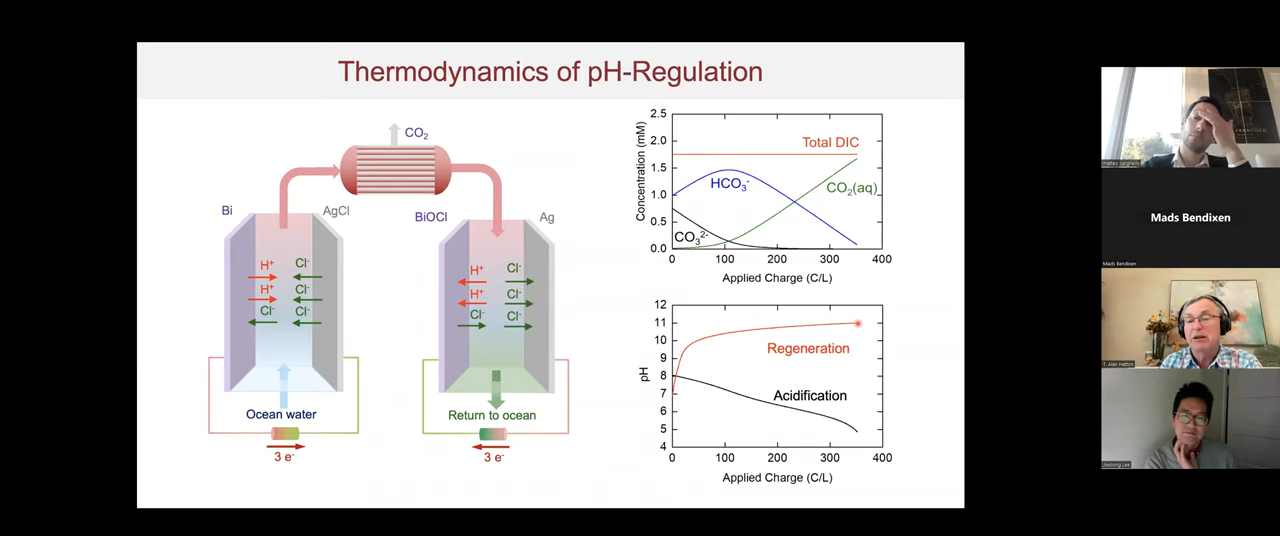 Thermodynamics of pH-Regulation
CO₂
Bi
AgCl
BiOCl
Ag
H⁺
Cl⁻
H⁺
Cl⁻
Cl⁻
Cl⁻
H⁺
Cl⁻
H⁺
Cl⁻
Cl⁻
Cl⁻
Ocean water
Return to ocean
3 e⁻
3 e⁻
Concentration (mM)
2.5
2.0
1.5
1.0
0.5
0.0
Total DIC
HCO₃⁻
CO₂(aq)
CO₃²⁻
0 100 200 300 400
Applied Charge (C/L)
pH
12
11
10
9
8
7
6
5
4
Regeneration
Acidification
0 100 200 300 400
Applied Charge (C/L)
Mads Bendixen
Mads Bendixen
T. Alan Hatton